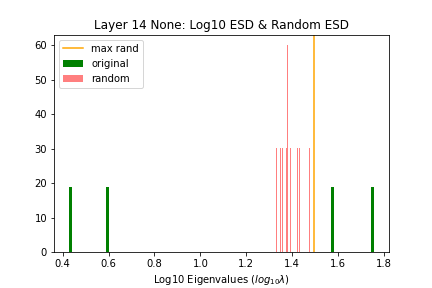 Layer 14 None: Log10 ESD & Random ESD
max rand
original
random
60
50
40
30
20
10
0
0.4 0.6 0.8 1.0 1.2 1.4 1.6 1.8
Log10 Eigenvalues (log₁₀λ)